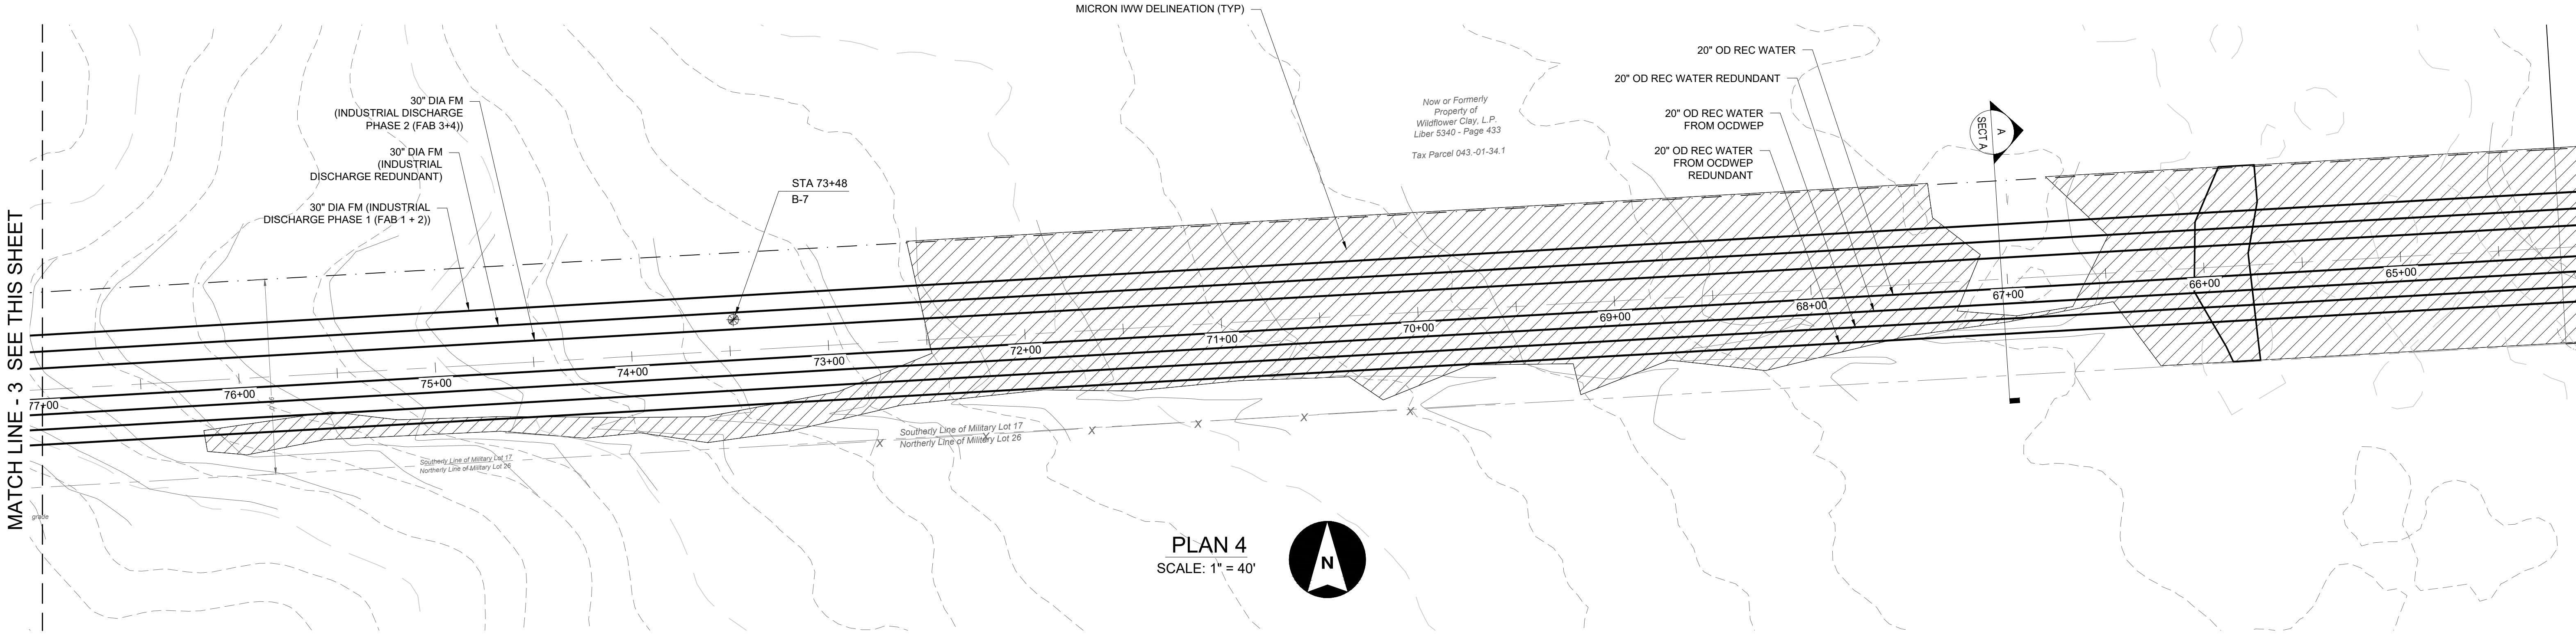 MICRON IWW DELINEATION (TYP)
20" OD REC WATER
20" OD REC WATER REDUNDANT
20" OD REC WATER
FROM OCDWEP
20" OD REC WATER
FROM OCDWEP
REDUNDANT
30" DIA FM
(INDUSTRIAL DISCHARGE
PHASE 2 (FAB 3+4))
30" DIA FM
(INDUSTRIAL
DISCHARGE REDUNDANT)
30" DIA FM (INDUSTRIAL
DISCHARGE PHASE 1 (FAB 1 + 2))
STA 73+48
B-7
Now or Formerly
Property of
Wildflower Clay, L.P.
Liber 5340 - Page 433
Tax Parcel 043.-01-34.1
A
SECT A
MATCH LINE - 3 SEE THIS SHEET
77+00
76+00
75+00
74+00
73+00
72+00
71+00
70+00
69+00
68+00
67+00
66+00
65+00
Southerly Line of Military Lot 17
Northerly Line of Military Lot 26
Southerly Line of Military Lot 17
Northerly Line of Military Lot 26
X X X X X X
grade
PLAN 4
SCALE: 1" = 40'
N